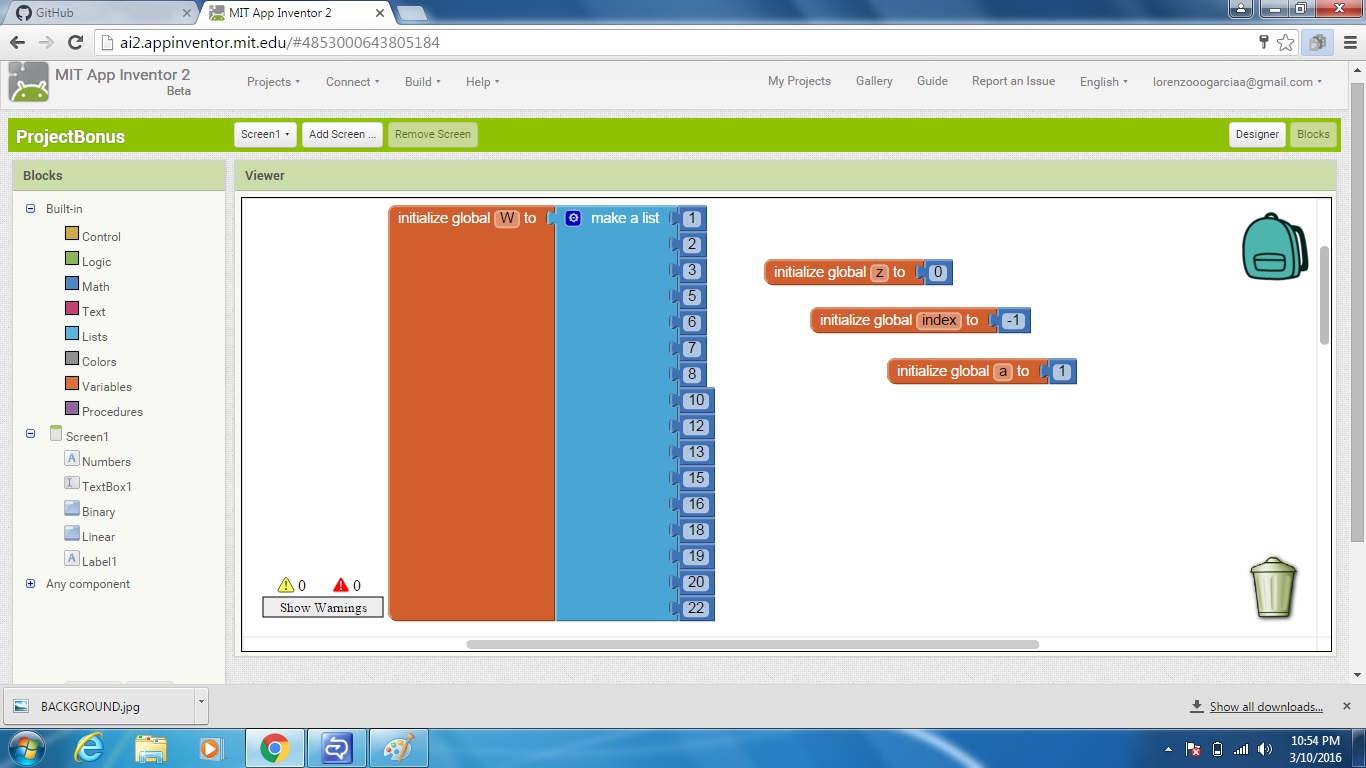 GitHub
MIT App Inventor 2
ai2.appinventor.mit.edu/#4853000643805184
MIT App Inventor 2
Beta
Projects Connect Build Help My Projects Gallery Guide Report an Issue English lorenzooogarciaa@gmail.com
ProjectBonus Screen1 Add Screen ... Remove Screen Designer Blocks
Blocks
Viewer
Built-in
Control
Logic
Math
Text
Lists
Colors
Variables
Procedures
Screen1
A Numbers
TextBox1
Binary
Linear
A Label1
Any component
initialize global W to make a list 1
2
3
5
6
7
8
10
12
13
15
16
18
19
20
22
initialize global z to 0
initialize global index to -1
initialize global a to 1
0 0
Show Warnings
BACKGROUND.jpg
Show all downloads...
10:54 PM
3/10/2016